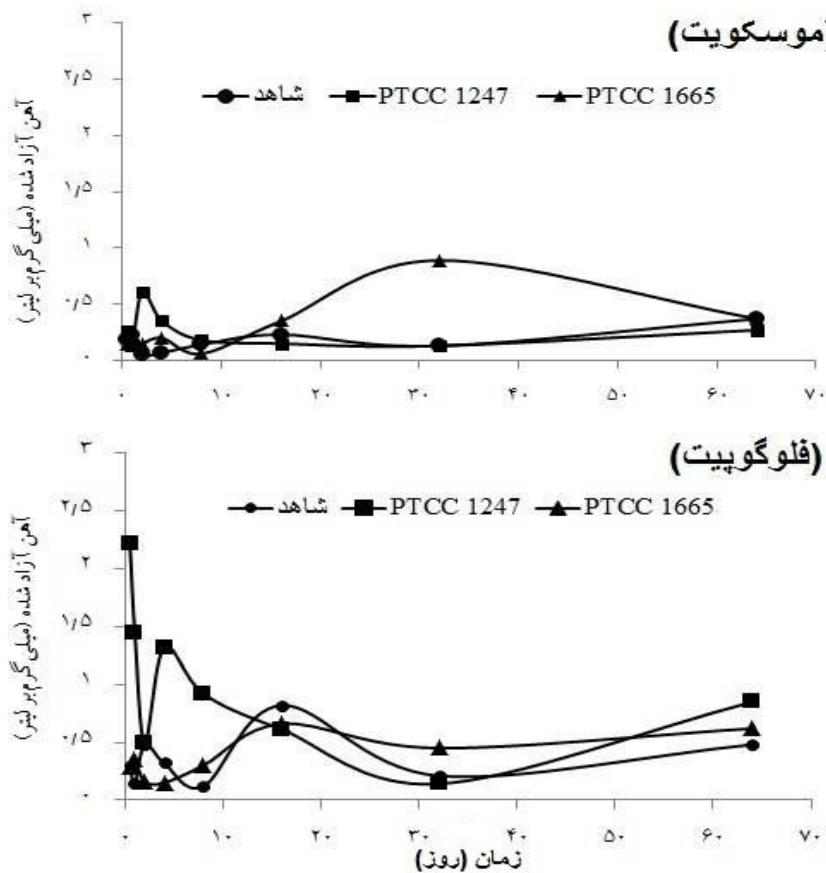 (موسکویت
۳
۲٫۵
۲
۱٫۵
۱
۰٫۵
۰
آهن آزاد شده (میلی گرم بر لیتر)
شاهد PTCC 1247 PTCC 1665
۰ ۱۰ ۲۰ ۳۰ ۴۰ ۵۰ ۶۰ ۷۰
(فلوگوپیت)
۳
۲٫۵
۲
۱٫۵
۱
۰٫۵
۰
آهن آزاد شده (میلی گرم بر لیتر)
شاهد PTCC 1247 PTCC 1665
۰ ۱۰ ۲۰ ۳۰ ۴۰ ۵۰ ۶۰ ۷۰
زمان (روز)